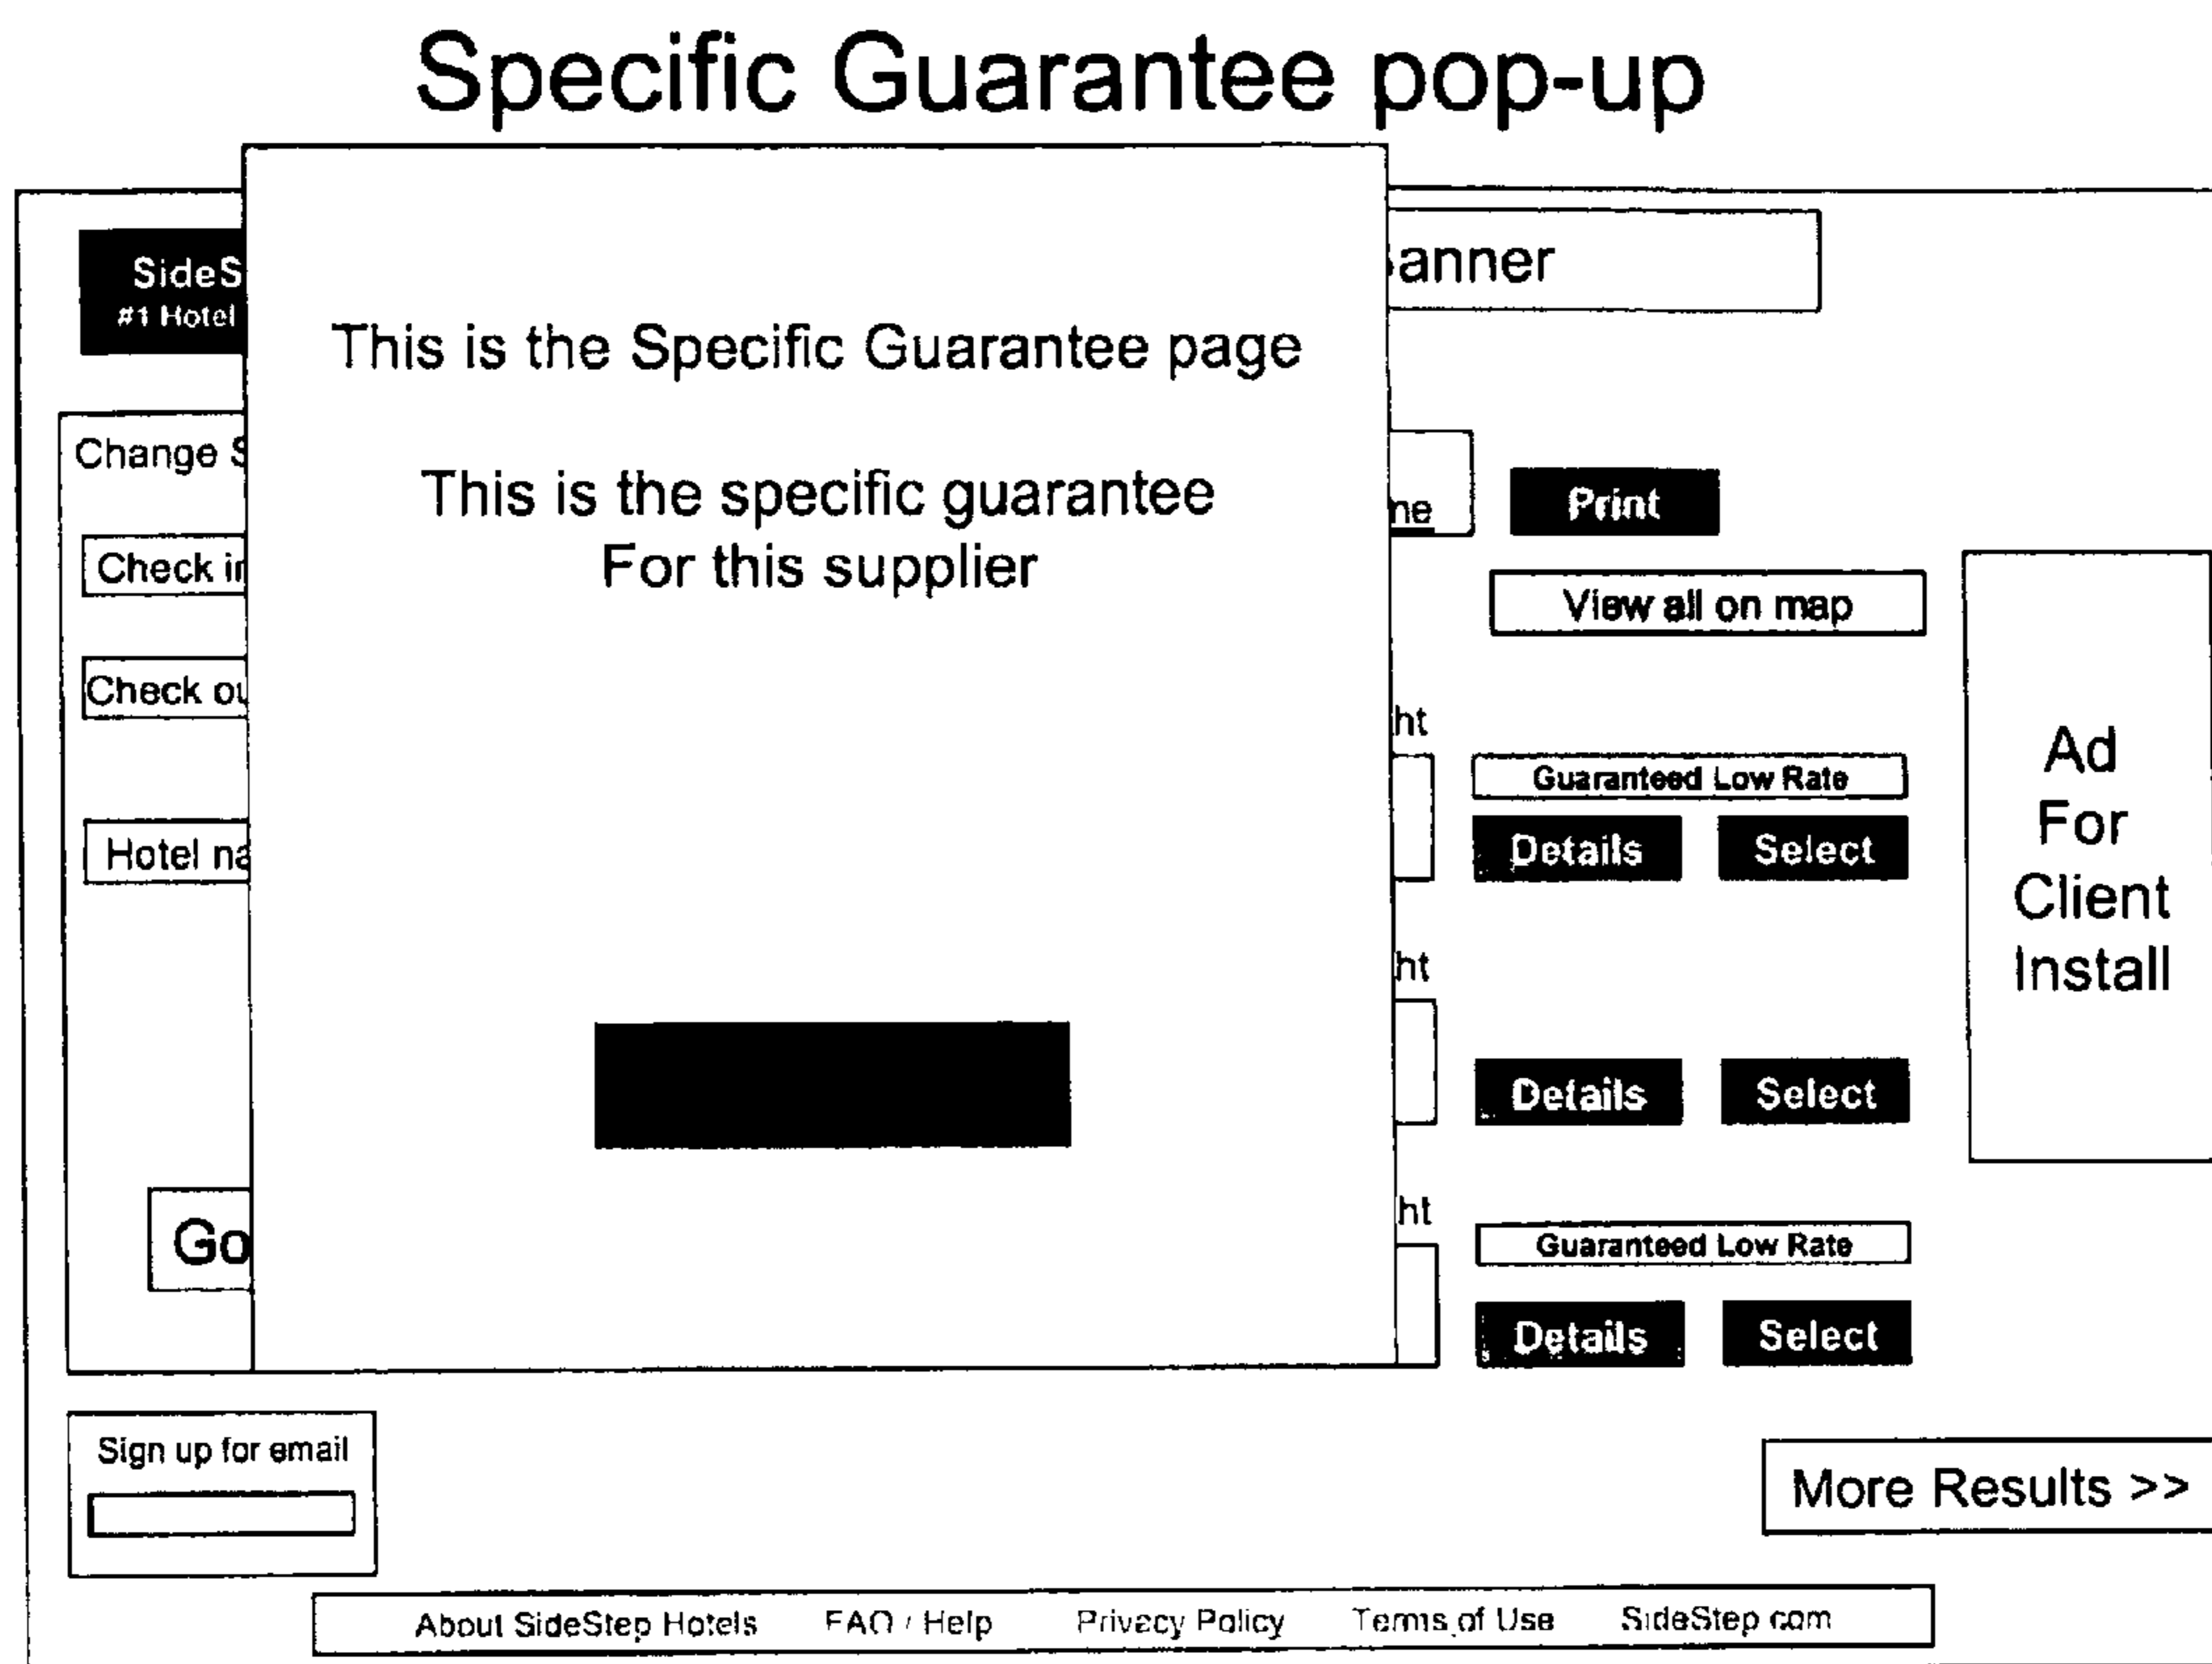 Specific Guarantee pop-up
SideS
#1 Hotel
anner
This is the Specific Guarantee page
Change S
This is the specific guarantee
For this supplier
ne
Print
Check in
View all on map
Check ou
ht
Guaranteed Low Rate
Hotel na
Details
Select
Ad
For
Client
Install
ht
Details
Select
ht
Go
Guaranteed Low Rate
Details
Select
Sign up for email
More Results >>
About SideStep Hotels FAQ / Help Privacy Policy Terms of Use SideStep com